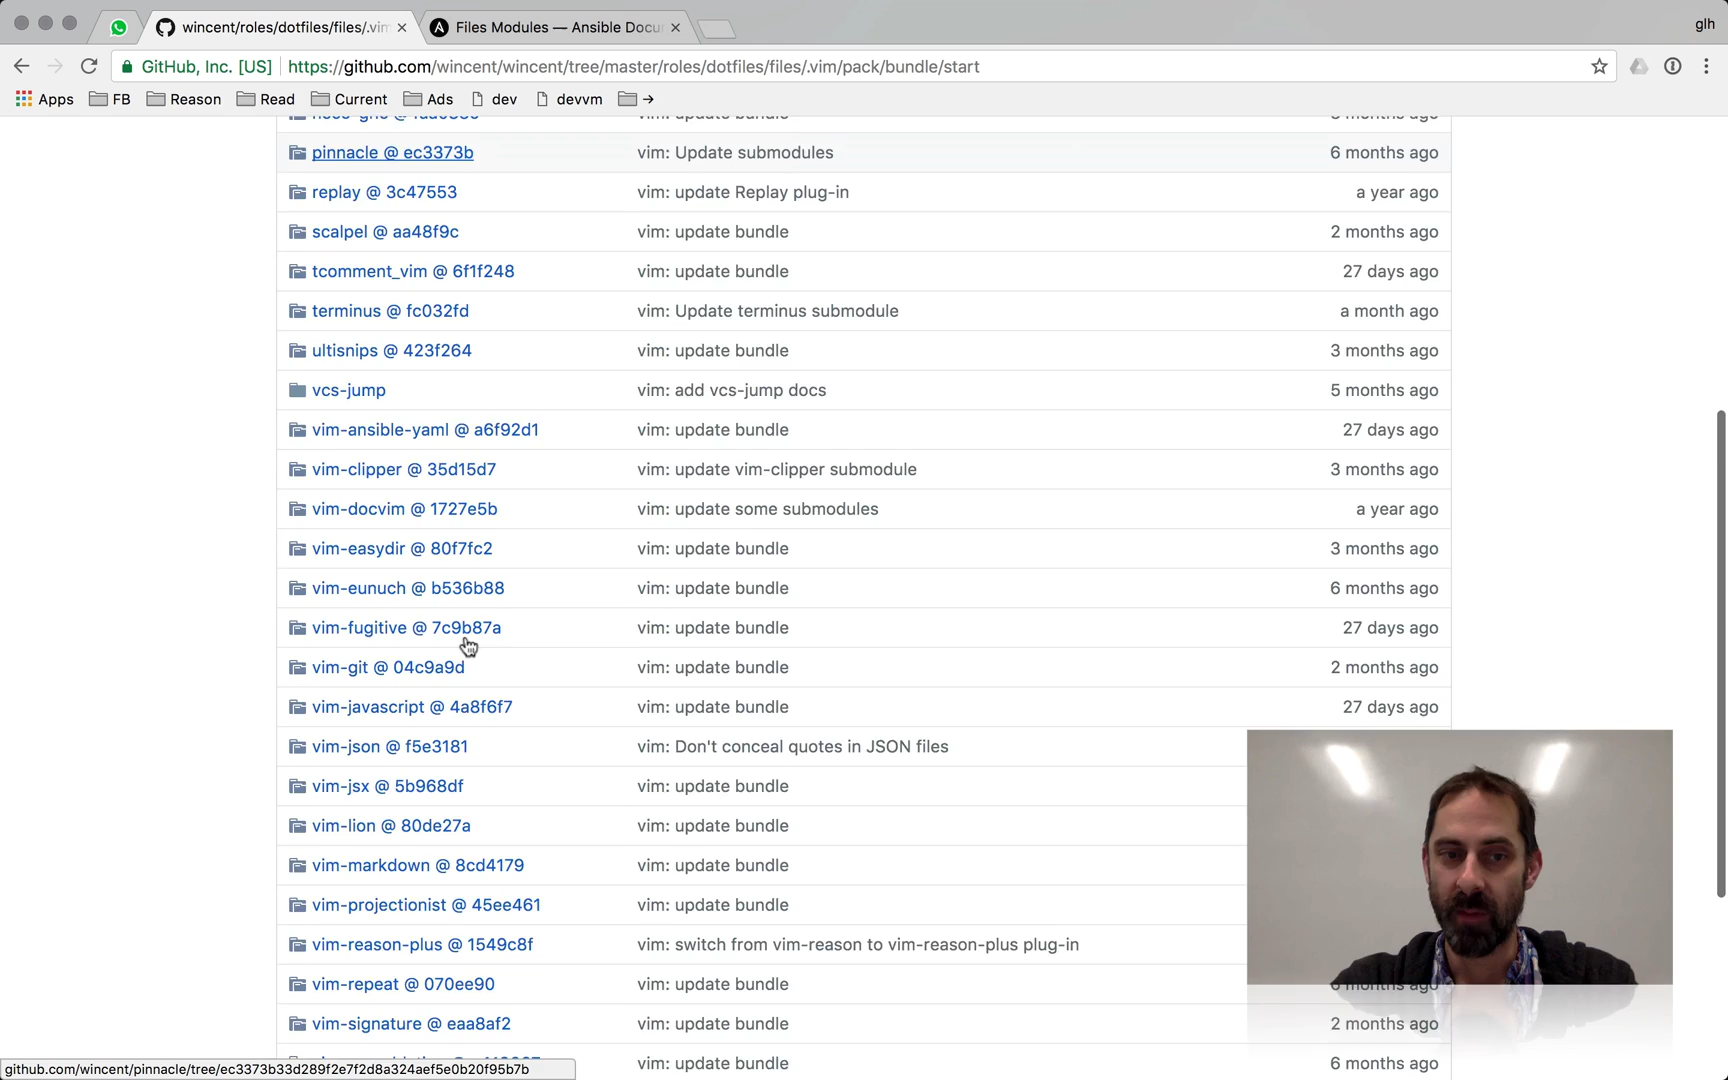 wincent/roles/dotfiles/files/.vim
Files Modules — Ansible Docu
glh
GitHub, Inc. [US]
https://github.com/wincent/wincent/tree/master/roles/dotfiles/files/.vim/pack/bundle/start
Apps
FB
Reason
Read
Current
Ads
dev
devvm
→
pinnacle @ ec3373b vim: Update submodules 6 months ago
replay @ 3c47553 vim: update Replay plug-in a year ago
scalpel @ aa48f9c vim: update bundle 2 months ago
tcomment_vim @ 6f1f248 vim: update bundle 27 days ago
terminus @ fc032fd vim: Update terminus submodule a month ago
ultisnips @ 423f264 vim: update bundle 3 months ago
vcs-jump vim: add vcs-jump docs 5 months ago
vim-ansible-yaml @ a6f92d1 vim: update bundle 27 days ago
vim-clipper @ 35d15d7 vim: update vim-clipper submodule 3 months ago
vim-docvim @ 1727e5b vim: update some submodules a year ago
vim-easydir @ 80f7fc2 vim: update bundle 3 months ago
vim-eunuch @ b536b88 vim: update bundle 6 months ago
vim-fugitive @ 7c9b87a vim: update bundle 27 days ago
vim-git @ 04c9a9d vim: update bundle 2 months ago
vim-javascript @ 4a8f6f7 vim: update bundle 27 days ago
vim-json @ f5e3181 vim: Don't conceal quotes in JSON files
vim-jsx @ 5b968df vim: update bundle
vim-lion @ 80de27a vim: update bundle
vim-markdown @ 8cd4179 vim: update bundle
vim-projectionist @ 45ee461 vim: update bundle
vim-reason-plus @ 1549c8f vim: switch from vim-reason to vim-reason-plus plug-in
vim-repeat @ 070ee90 vim: update bundle months ago
vim-signature @ eaa8af2 vim: update bundle 2 months ago
vim: update bundle 6 months ago
github.com/wincent/pinnacle/tree/ec3373b33d289f2e7f2d8a324aef5e0b20f95b7b